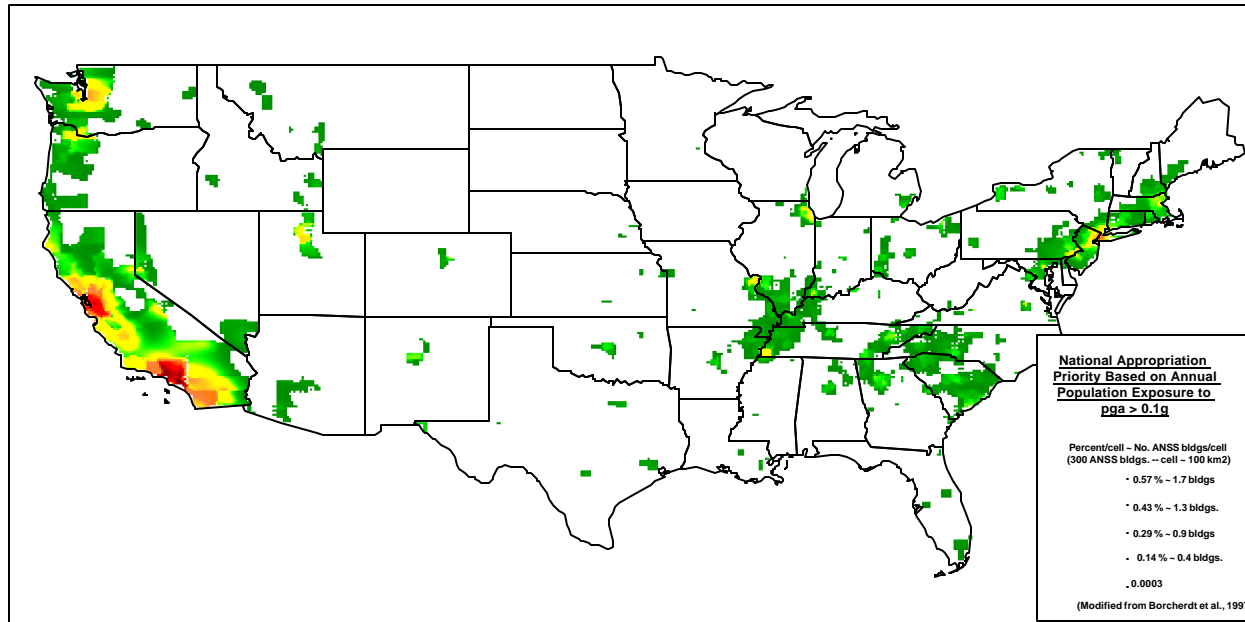 National Appropriation
Priority Based on Annual
Population Exposure to
pga > 0.1g
Percent/cell ~ No. ANSS bldgs/cell
(300 ANSS bldgs. -- cell ~ 100 km2)
- 0.57 % ~ 1.7 bldgs
- 0.43 % ~ 1.3 bldgs.
- 0.29 % ~ 0.9 bldgs
- 0.14 % ~ 0.4 bldgs.
- 0.0003
(Modified from Borcherdt et al., 1997